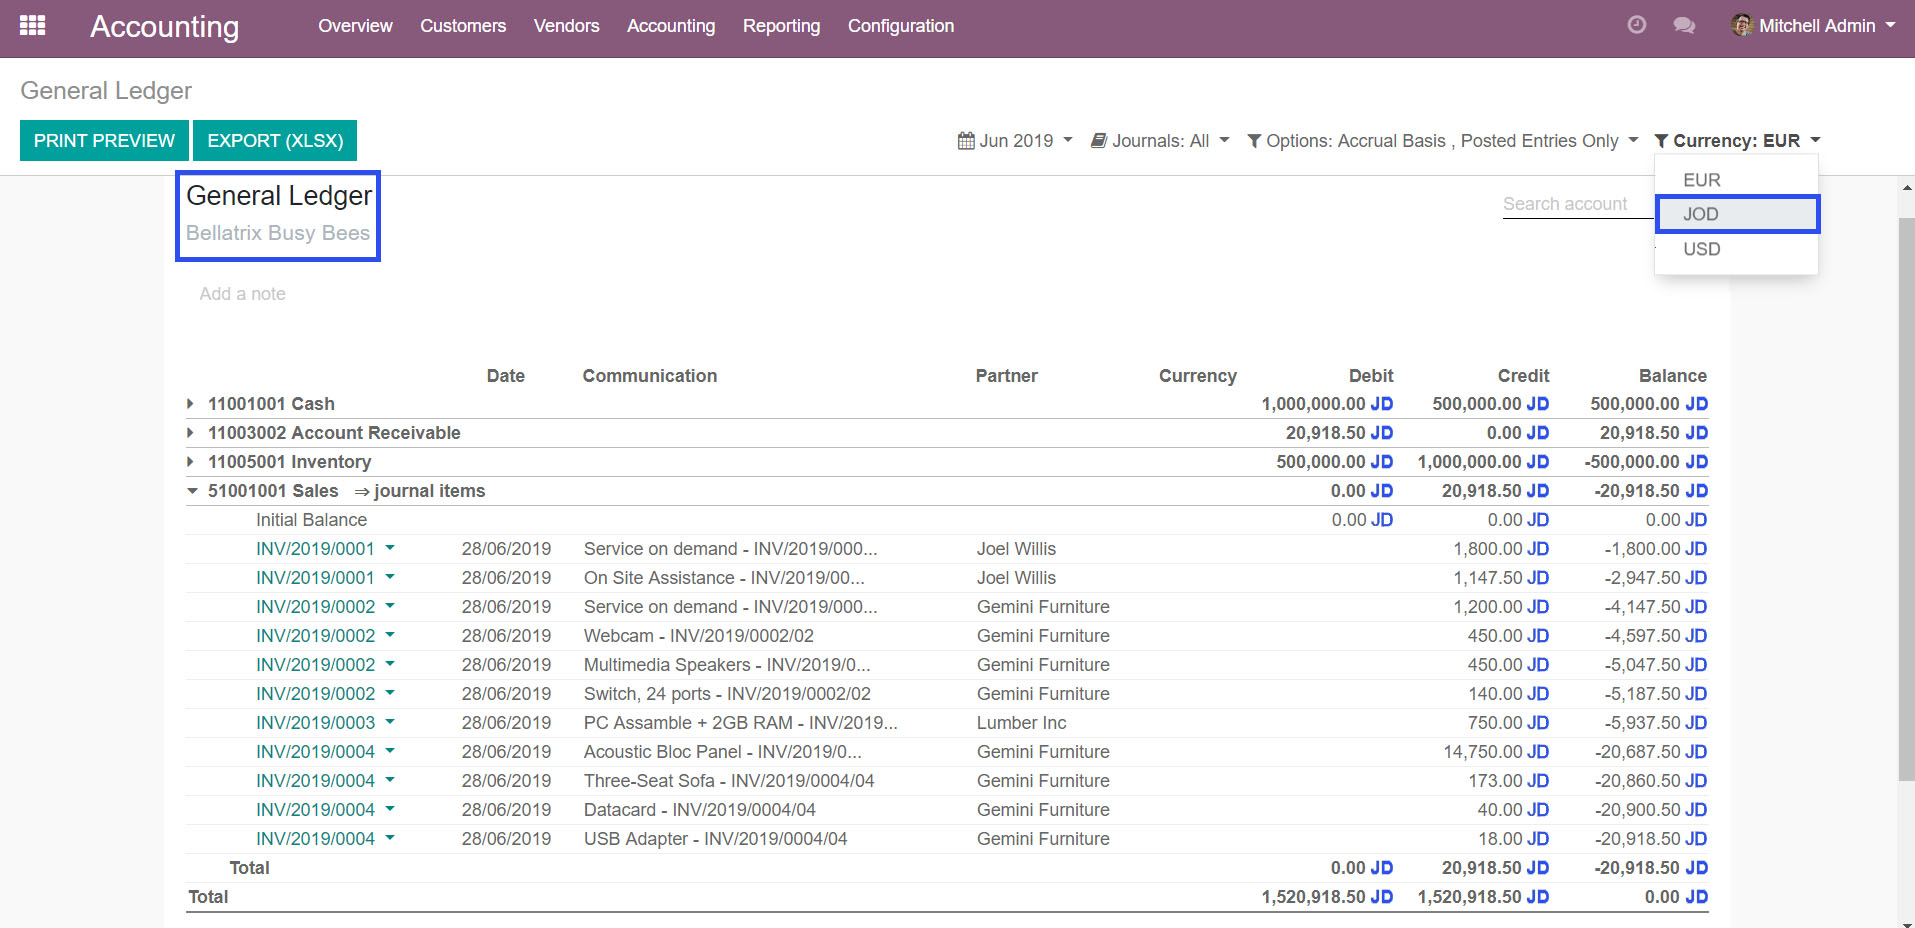 Accounting Overview Customers Vendors Accounting Reporting Configuration Mitchell Admin
General Ledger
PRINT PREVIEW EXPORT (XLSX) Jun 2019 Journals: All Options: Accrual Basis , Posted Entries Only Currency: EUR
EUR
JOD
USD
General Ledger
Search account
Bellatrix Busy Bees
Add a note
Date Communication Partner Currency Debit Credit Balance
11001001 Cash 1,000,000.00 JD 500,000.00 JD 500,000.00 JD
11003002 Account Receivable 20,918.50 JD 0.00 JD 20,918.50 JD
11005001 Inventory 500,000.00 JD 1,000,000.00 JD -500,000.00 JD
51001001 Sales ⇒ journal items 0.00 JD 20,918.50 JD -20,918.50 JD
Initial Balance 0.00 JD 0.00 JD 0.00 JD
INV/2019/0001 28/06/2019 Service on demand - INV/2019/000... Joel Willis 1,800.00 JD -1,800.00 JD
INV/2019/0001 28/06/2019 On Site Assistance - INV/2019/00... Joel Willis 1,147.50 JD -2,947.50 JD
INV/2019/0002 28/06/2019 Service on demand - INV/2019/000... Gemini Furniture 1,200.00 JD -4,147.50 JD
INV/2019/0002 28/06/2019 Webcam - INV/2019/0002/02 Gemini Furniture 450.00 JD -4,597.50 JD
INV/2019/0002 28/06/2019 Multimedia Speakers - INV/2019/0... Gemini Furniture 450.00 JD -5,047.50 JD
INV/2019/0002 28/06/2019 Switch, 24 ports - INV/2019/0002/02 Gemini Furniture 140.00 JD -5,187.50 JD
INV/2019/0003 28/06/2019 PC Assamble + 2GB RAM - INV/2019... Lumber Inc 750.00 JD -5,937.50 JD
INV/2019/0004 28/06/2019 Acoustic Bloc Panel - INV/2019/0... Gemini Furniture 14,750.00 JD -20,687.50 JD
INV/2019/0004 28/06/2019 Three-Seat Sofa - INV/2019/0004/04 Gemini Furniture 173.00 JD -20,860.50 JD
INV/2019/0004 28/06/2019 Datacard - INV/2019/0004/04 Gemini Furniture 40.00 JD -20,900.50 JD
INV/2019/0004 28/06/2019 USB Adapter - INV/2019/0004/04 Gemini Furniture 18.00 JD -20,918.50 JD
Total 0.00 JD 20,918.50 JD -20,918.50 JD
Total 1,520,918.50 JD 1,520,918.50 JD 0.00 JD